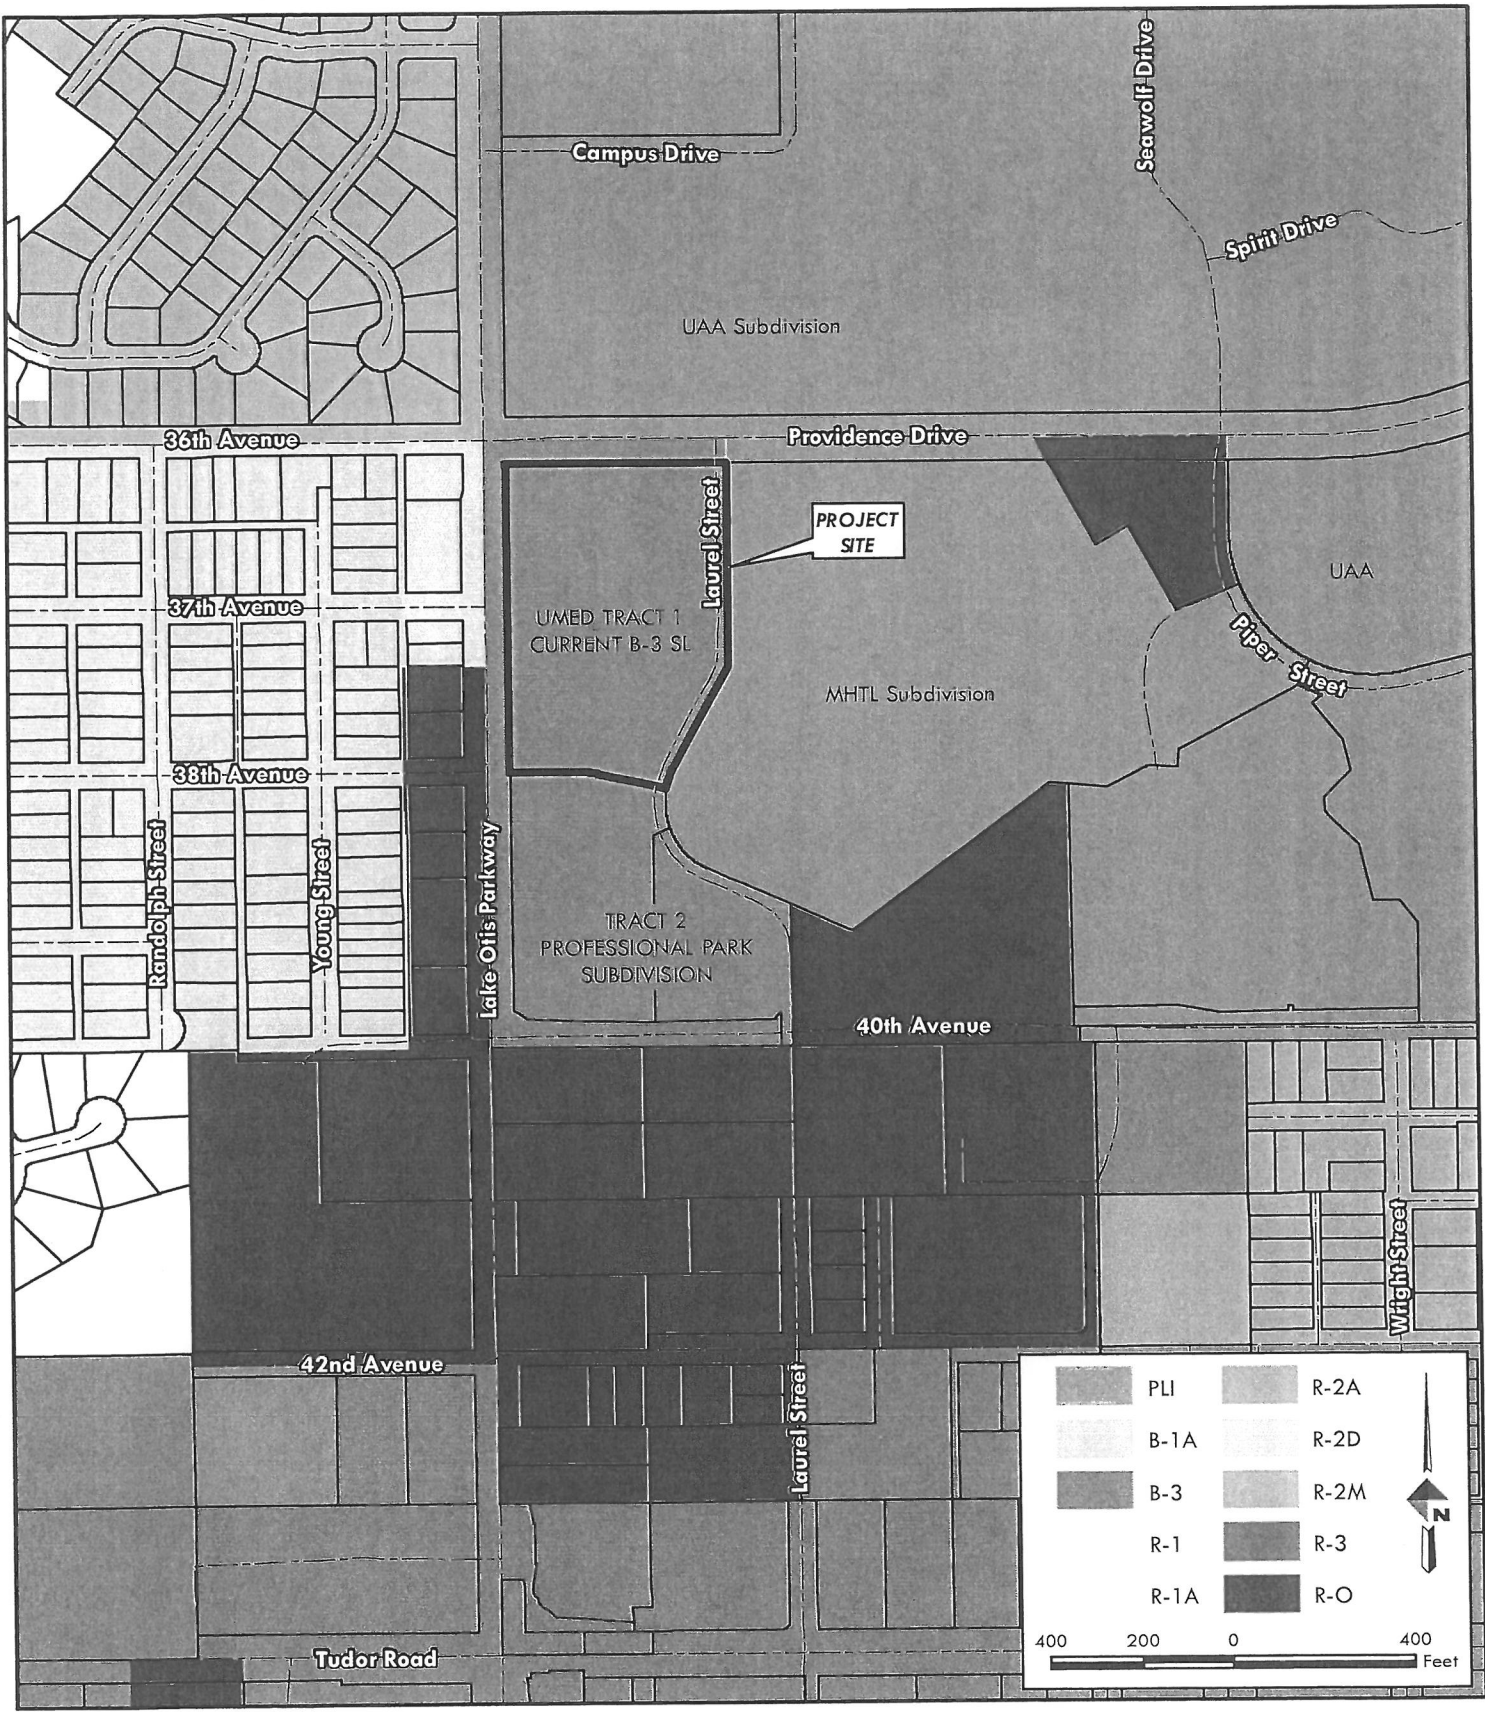 Seawolf Drive
Campus Drive
Spirit Drive
UAA Subdivision
36th Avenue
Providence Drive
Laurel Street
PROJECT
SITE
UAA
37th Avenue
UMED TRACT 1
CURRENT B-3 SL
Piper Street
MHTL Subdivision
38th Avenue
Randolph Street
Young Street
Lake Otis Parkway
TRACT 2
PROFESSIONAL PARK
SUBDIVISION
40th Avenue
Wright Street
42nd Avenue
Laurel Street
Tudor Road
PLI
R-2A
B-1A
R-2D
B-3
R-2M
R-1
R-3
R-1A
R-O
N
400 200 0 400
Feet